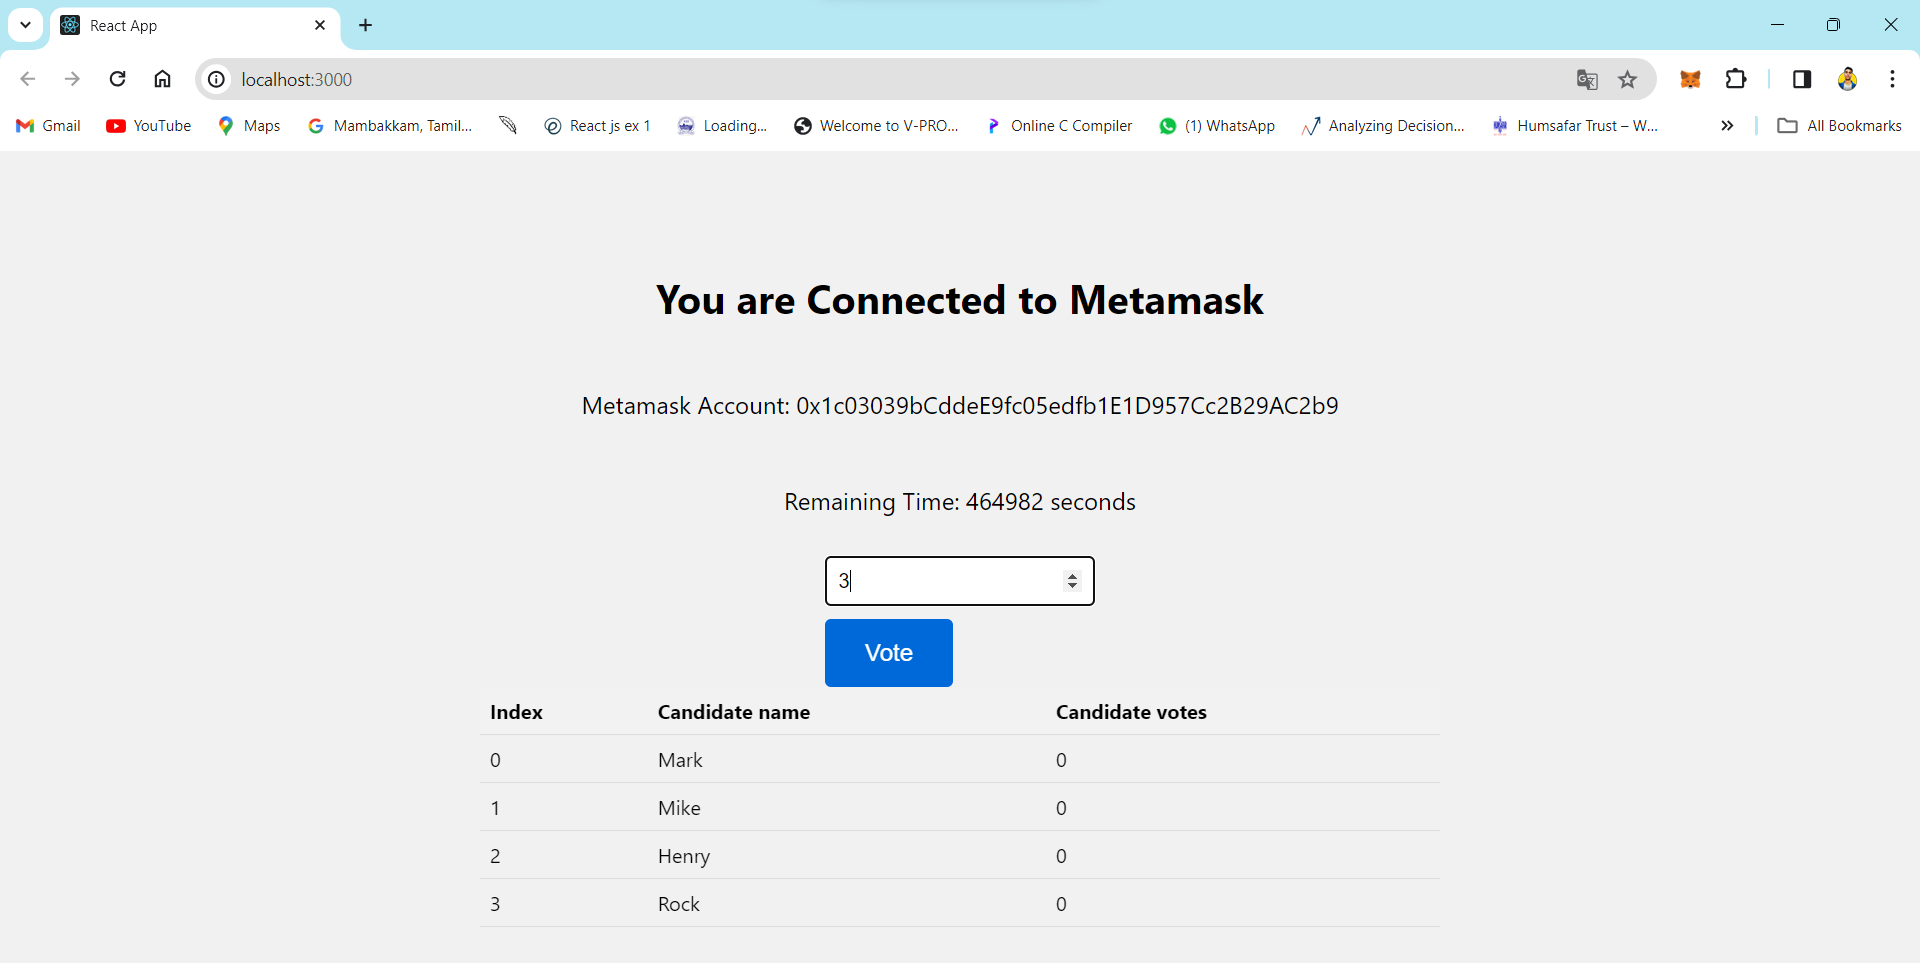 React App
localhost:3000
Gmail YouTube Maps Mambakkam, Tamil... React js ex 1 Loading... Welcome to V-PRO... Online C Compiler (1) WhatsApp Analyzing Decision... Humsafar Trust – W... All Bookmarks
You are Connected to Metamask
Metamask Account: 0x1c03039bCddeE9fc05edfb1E1D957Cc2B29AC2b9
Remaining Time: 464982 seconds
3
Vote
Index Candidate name Candidate votes
0 Mark 0
1 Mike 0
2 Henry 0
3 Rock 0